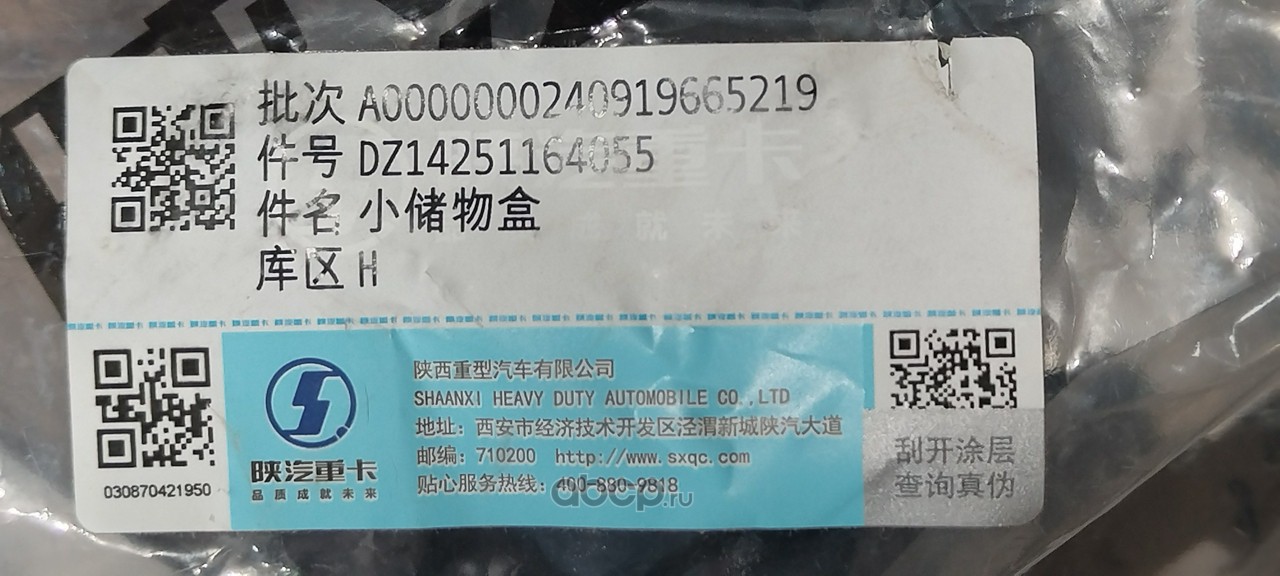 批次 A0000000240919665219
件号 DZ14251164055
件名 小储物盒
库区 H
030870421950
陕汽重卡
品质成就未来
陕西重型汽车有限公司
SHAANXI HEAVY DUTY AUTOMOBILE CO.,LTD
地址：西安市经济技术开发区泾渭新城陕汽大道
邮编：710200 http://www.sxqc.com
贴心服务热线：400-880-9818
docp.ru
刮开涂层
查询真伪